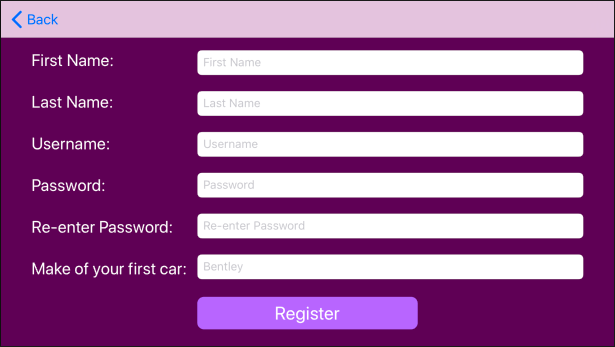 Back
First Name: First Name
Last Name: Last Name
Username: Username
Password: Password
Re-enter Password: Re-enter Password
Make of your first car: Bentley
Register